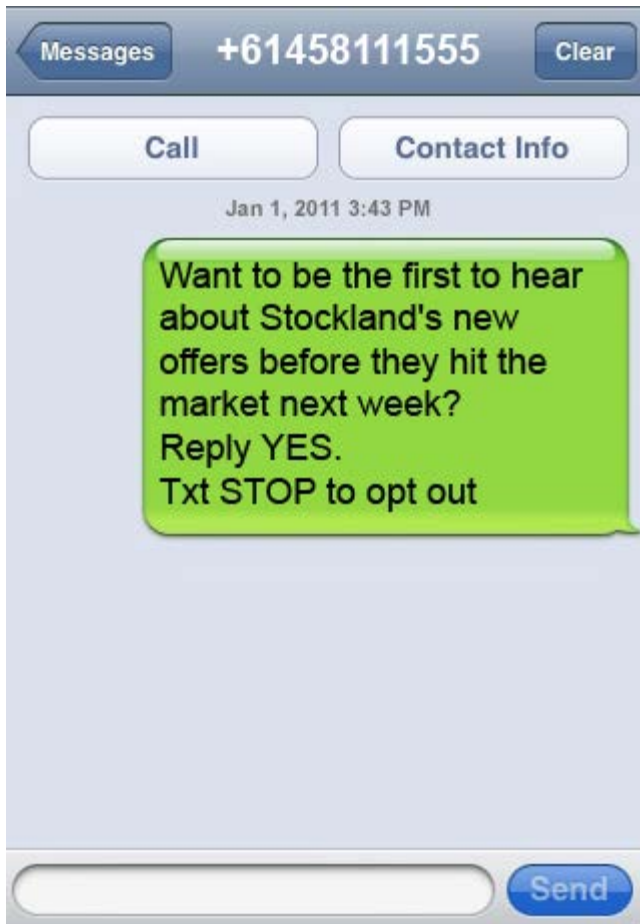 Messages +61458111555 Clear
Call Contact Info
Jan 1, 2011 3:43 PM
Want to be the first to hear
about Stockland's new
offers before they hit the
market next week?
Reply YES.
Txt STOP to opt out
Send